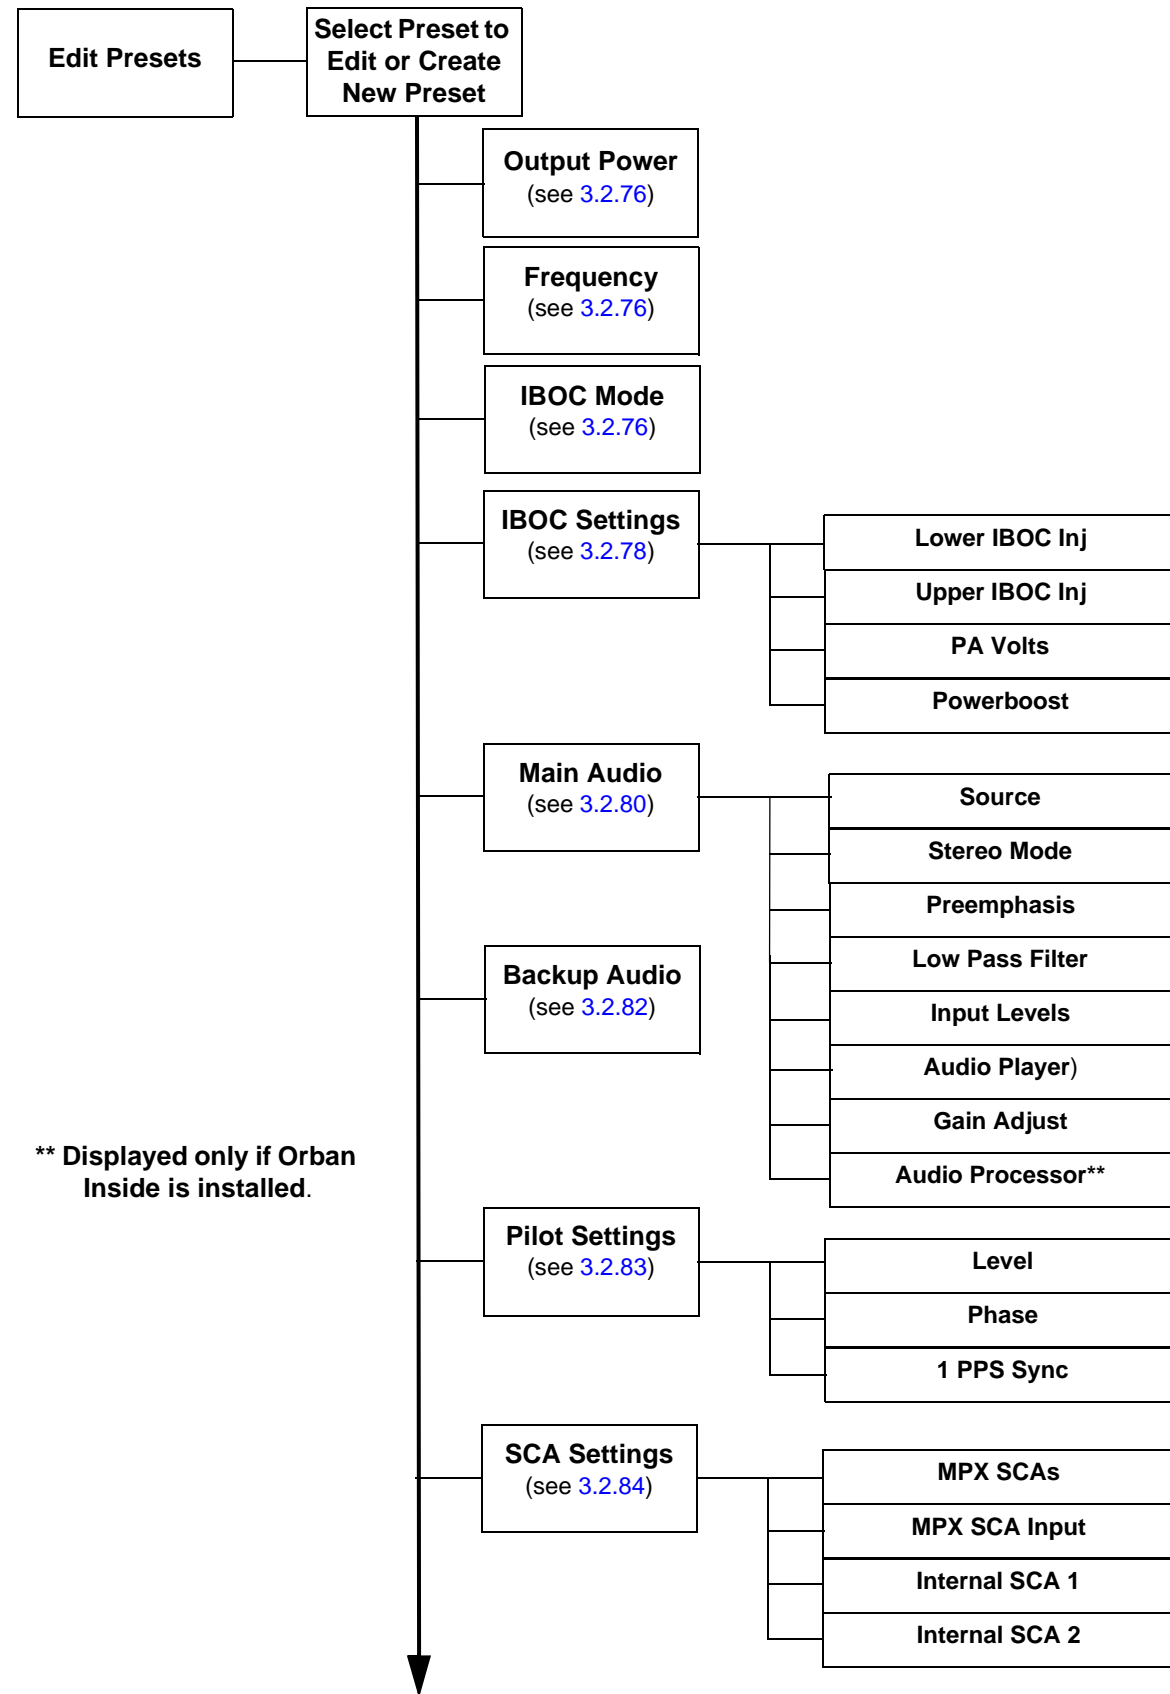 Edit Presets
Select Preset to
Edit or Create
New Preset
Output Power
(see 3.2.76)
Frequency
(see 3.2.76)
IBOC Mode
(see 3.2.76)
IBOC Settings
(see 3.2.78)
Lower IBOC Inj
Upper IBOC Inj
PA Volts
Powerboost
Main Audio
(see 3.2.80)
Source
Stereo Mode
Preemphasis
Low Pass Filter
Input Levels
Audio Player)
Gain Adjust
Audio Processor**
Backup Audio
(see 3.2.82)
** Displayed only if Orban
Inside is installed.
Pilot Settings
(see 3.2.83)
Level
Phase
1 PPS Sync
SCA Settings
(see 3.2.84)
MPX SCAs
MPX SCA Input
Internal SCA 1
Internal SCA 2